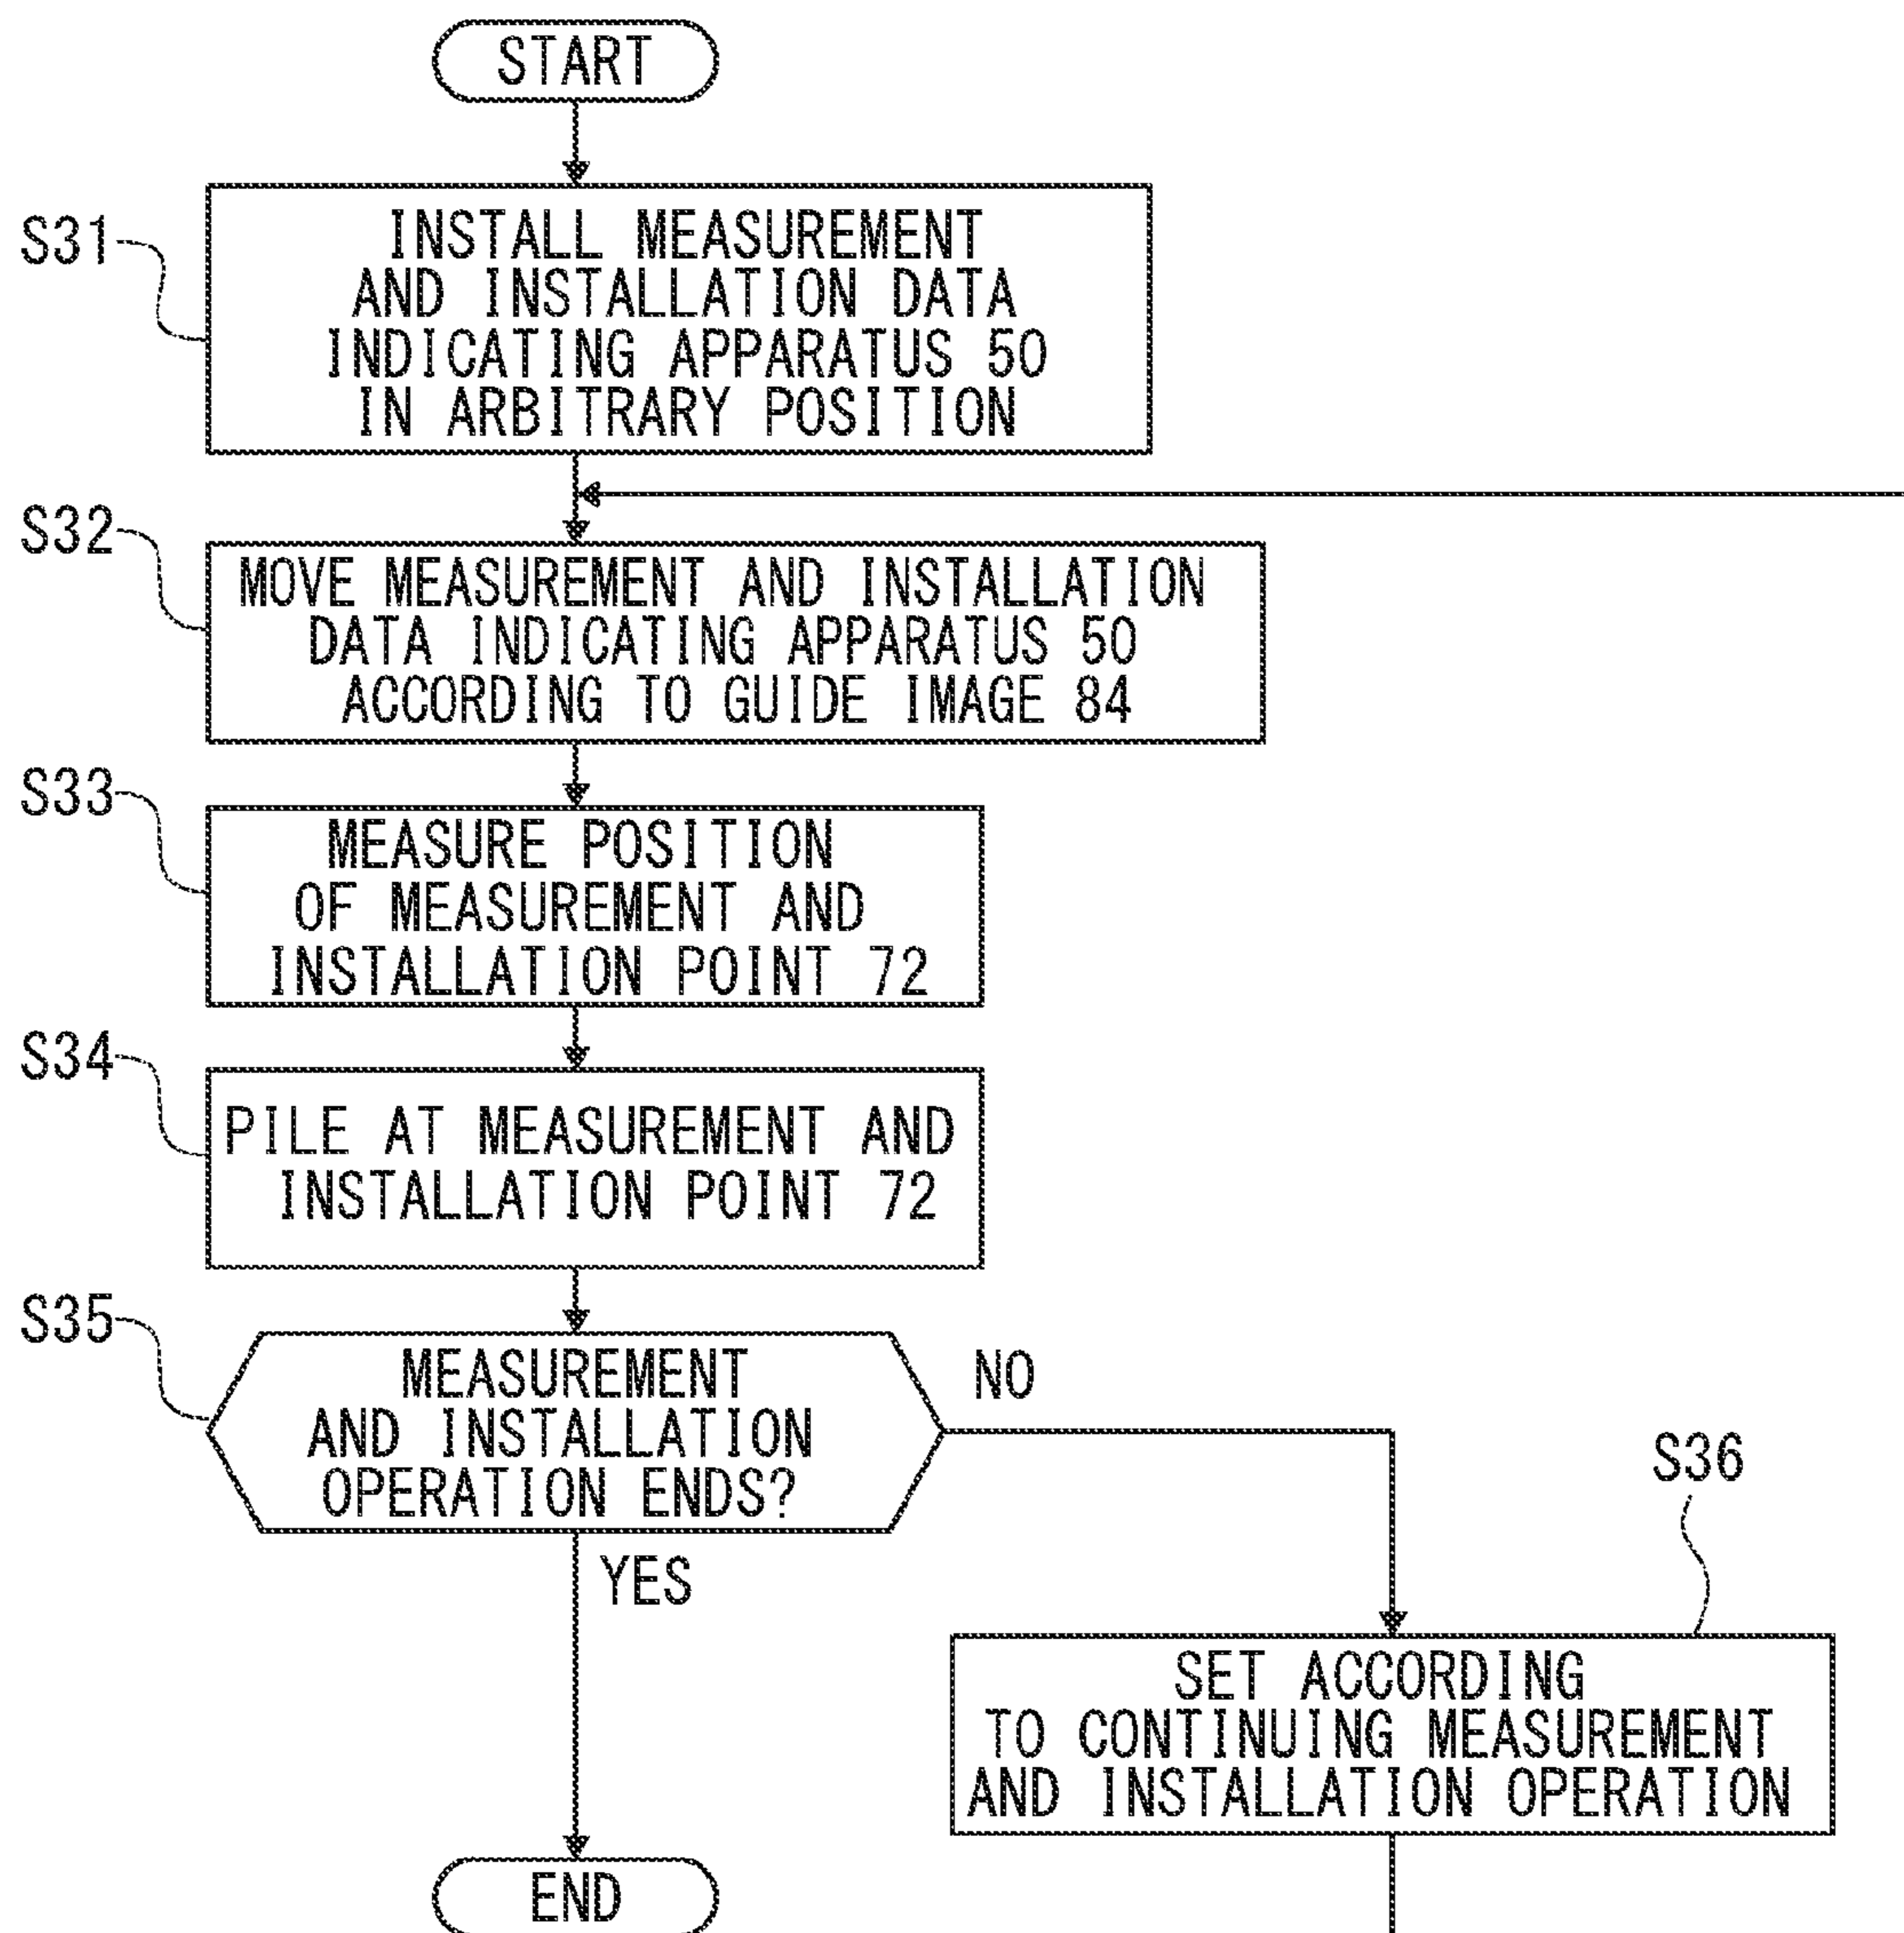 START
S31
INSTALL MEASUREMENT
AND INSTALLATION DATA
INDICATING APPARATUS 50
IN ARBITRARY POSITION
S32
MOVE MEASUREMENT AND INSTALLATION
DATA INDICATING APPARATUS 50
ACCORDING TO GUIDE IMAGE 84
S33
MEASURE POSITION
OF MEASUREMENT AND
INSTALLATION POINT 72
S34
PILE AT MEASUREMENT AND
INSTALLATION POINT 72
S35
MEASUREMENT
AND INSTALLATION
OPERATION ENDS?
NO
YES
S36
SET ACCORDING
TO CONTINUING MEASUREMENT
AND INSTALLATION OPERATION
END